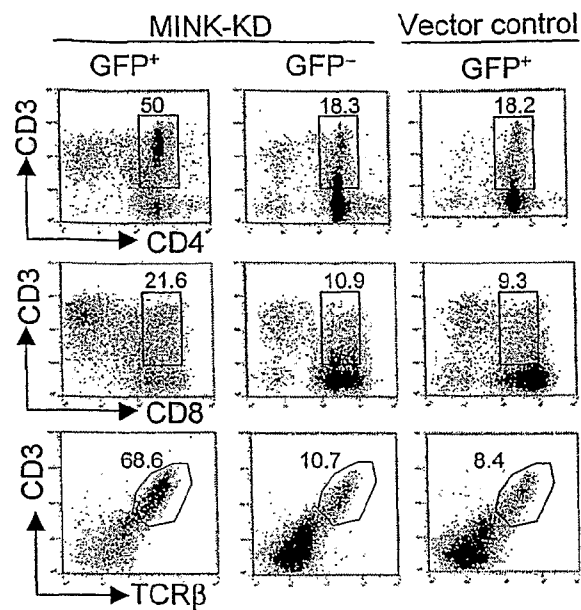 MINK-KD Vector control
GFP⁺ GFP⁻ GFP⁺
50 18.3 18.2
CD3
CD4
21.6 10.9 9.3
CD3
CD8
68.6 10.7 8.4
CD3
TCRβ